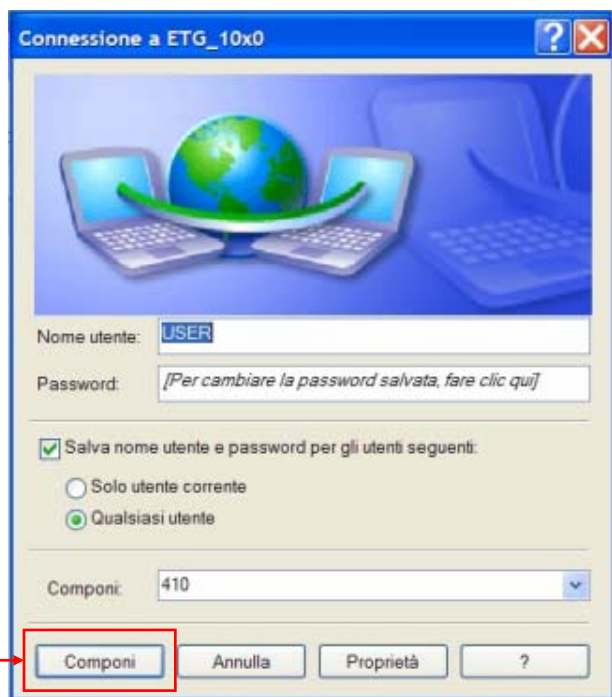 Connessione a ETG_10x0
Nome utente: USER
Password: [Per cambiare la password salvata, fare clic qui]
Salva nome utente e password per gli utenti seguenti:
Solo utente corrente
Qualsiasi utente
Componi: 410
Componi Annulla Proprietà ?